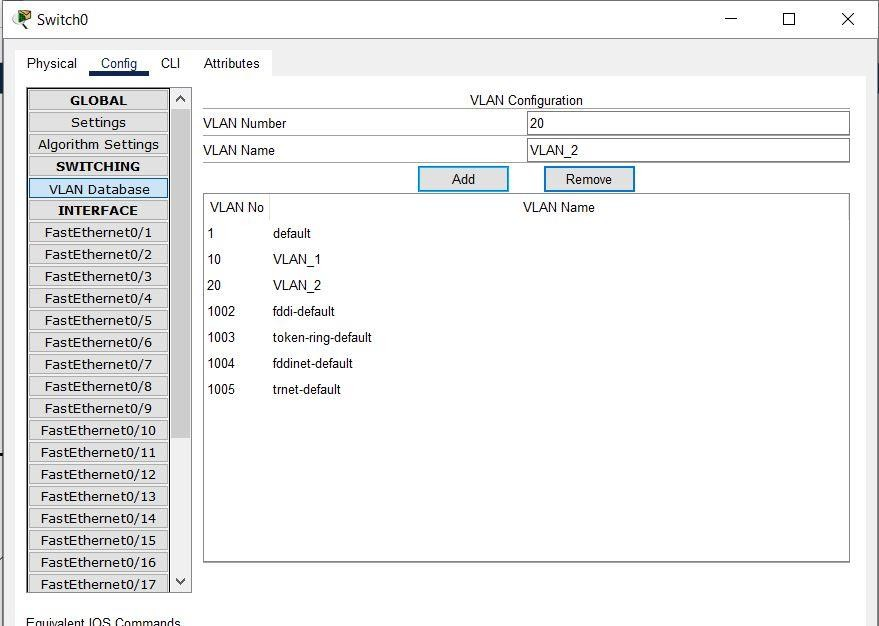 Switch0
Physical Config CLI Attributes
GLOBAL
Settings
Algorithm Settings
SWITCHING
VLAN Database
INTERFACE
FastEthernet0/1
FastEthernet0/2
FastEthernet0/3
FastEthernet0/4
FastEthernet0/5
FastEthernet0/6
FastEthernet0/7
FastEthernet0/8
FastEthernet0/9
FastEthernet0/10
FastEthernet0/11
FastEthernet0/12
FastEthernet0/13
FastEthernet0/14
FastEthernet0/15
FastEthernet0/16
FastEthernet0/17
VLAN Configuration
VLAN Number 20
VLAN Name VLAN_2
Add Remove
VLAN No VLAN Name
1 default
10 VLAN_1
20 VLAN_2
1002 fddi-default
1003 token-ring-default
1004 fddinet-default
1005 trnet-default
Equivalent IOS Commands